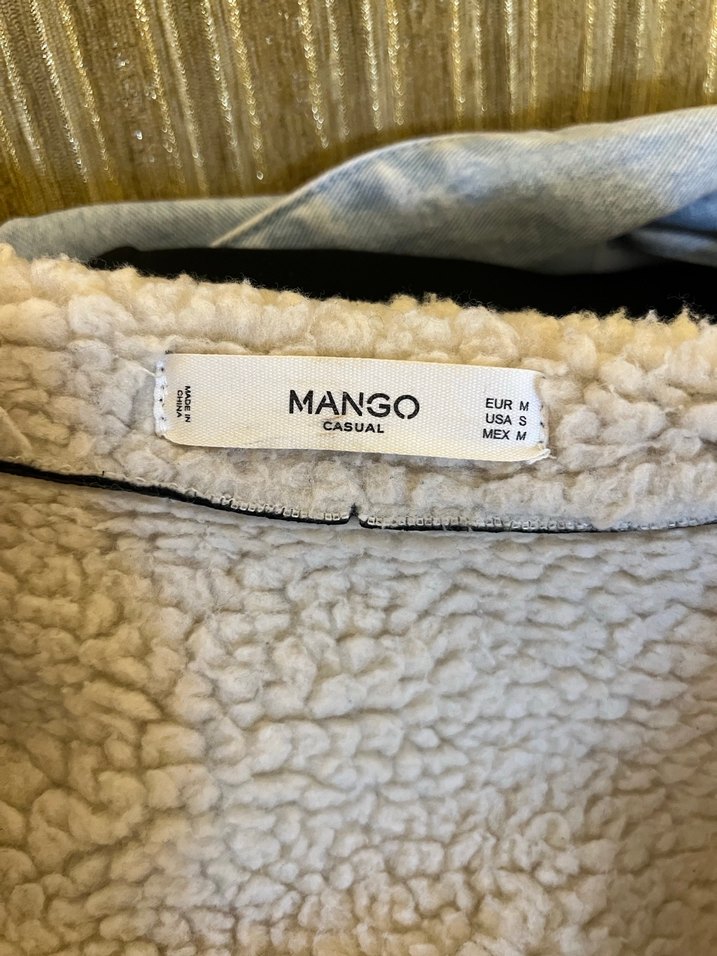 MADE IN
CHINA
MANGO
CASUAL
EUR M
USA S
MEX M